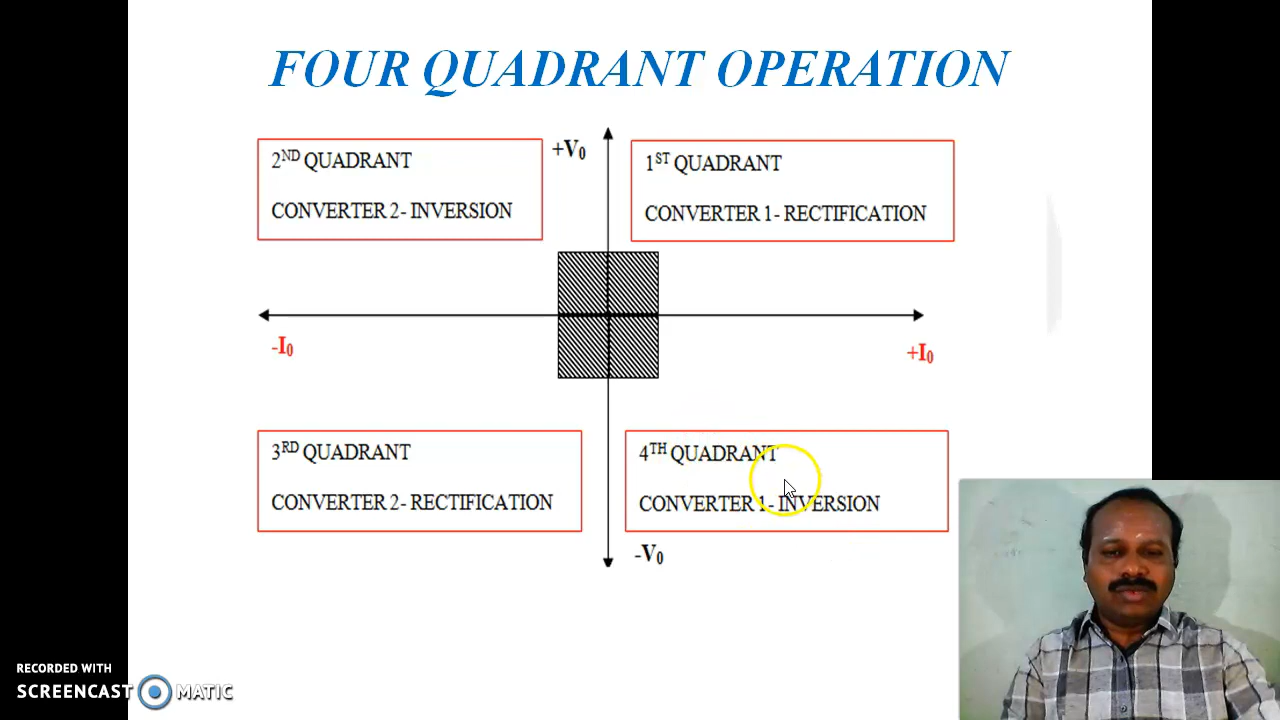 FOUR QUADRANT OPERATION
2ND QUADRANT
CONVERTER 2- INVERSION
+V0
1ST QUADRANT
CONVERTER 1- RECTIFICATION
-I0
+I0
3RD QUADRANT
CONVERTER 2- RECTIFICATION
4TH QUADRANT
CONVERTER 1- INVERSION
-V0
RECORDED WITH
SCREENCAST MATIC